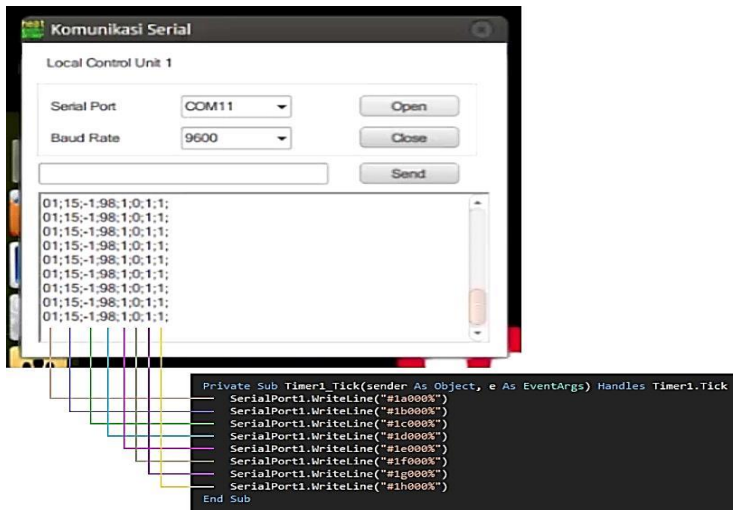 Komunikasi Serial
Local Control Unit 1
Serial Port COM11 Open
Baud Rate 9600 Close
Send
01;15;-1;98;1;0;1;1;
01;15;-1;98;1;0;1;1;
01;15;-1;98;1;0;1;1;
01;15;-1;98;1;0;1;1;
01;15;-1;98;1;0;1;1;
01;15;-1;98;1;0;1;1;
01;15;-1;98;1;0;1;1;
01;15;-1;98;1;0;1;1;
01;15;-1;98;1;0;1;1;
Private Sub Timer1_Tick(sender As Object, e As EventArgs) Handles Timer1.Tick
SerialPort1.WriteLine("#1a000%")
SerialPort1.WriteLine("#1b000%")
SerialPort1.WriteLine("#1c000%")
SerialPort1.WriteLine("#1d000%")
SerialPort1.WriteLine("#1e000%")
SerialPort1.WriteLine("#1f000%")
SerialPort1.WriteLine("#1g000%")
SerialPort1.WriteLine("#1h000%")
End Sub